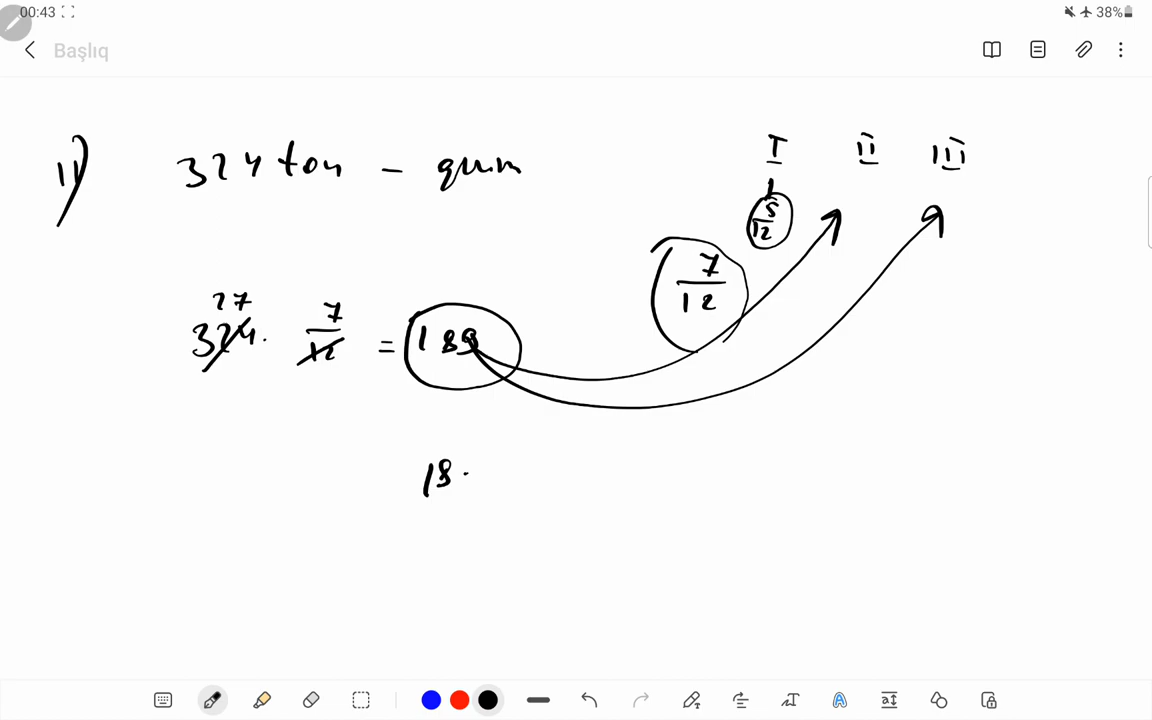 00:43 38%
Başlıq
11) 324 ton - qum
I II III
5/12
7/12
27
324 · 7/12 = 189
18